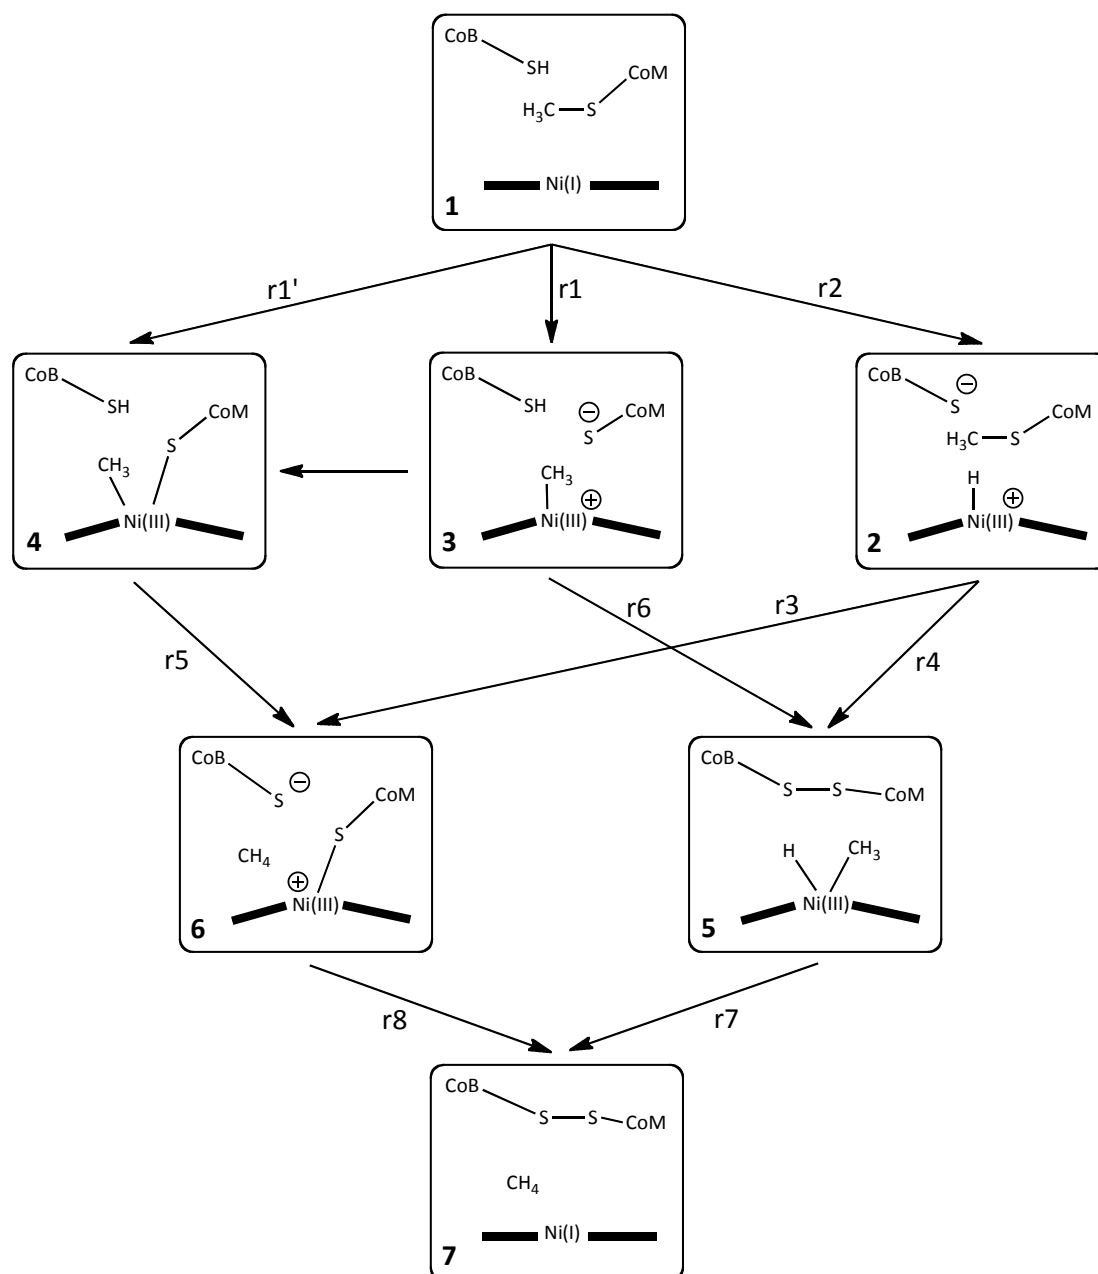 CoB
SH
CoM
H₃C
S
Ni(I)
1
r1'
r1
r2
CoB
SH
CoM
S
CH₃
Ni(III)
4
CoB
SH
⊖
CoM
S
CH₃
⊕
Ni(III)
3
CoB
⊖
S
CoM
H₃C
S
H
⊕
Ni(III)
2
r5
r6
r3
r4
CoB
⊖
S
CoM
S
CH₄
⊕
Ni(III)
6
CoB
S
S
CoM
H
CH₃
Ni(III)
5
r8
r7
CoB
S
S
CoM
CH₄
Ni(I)
7